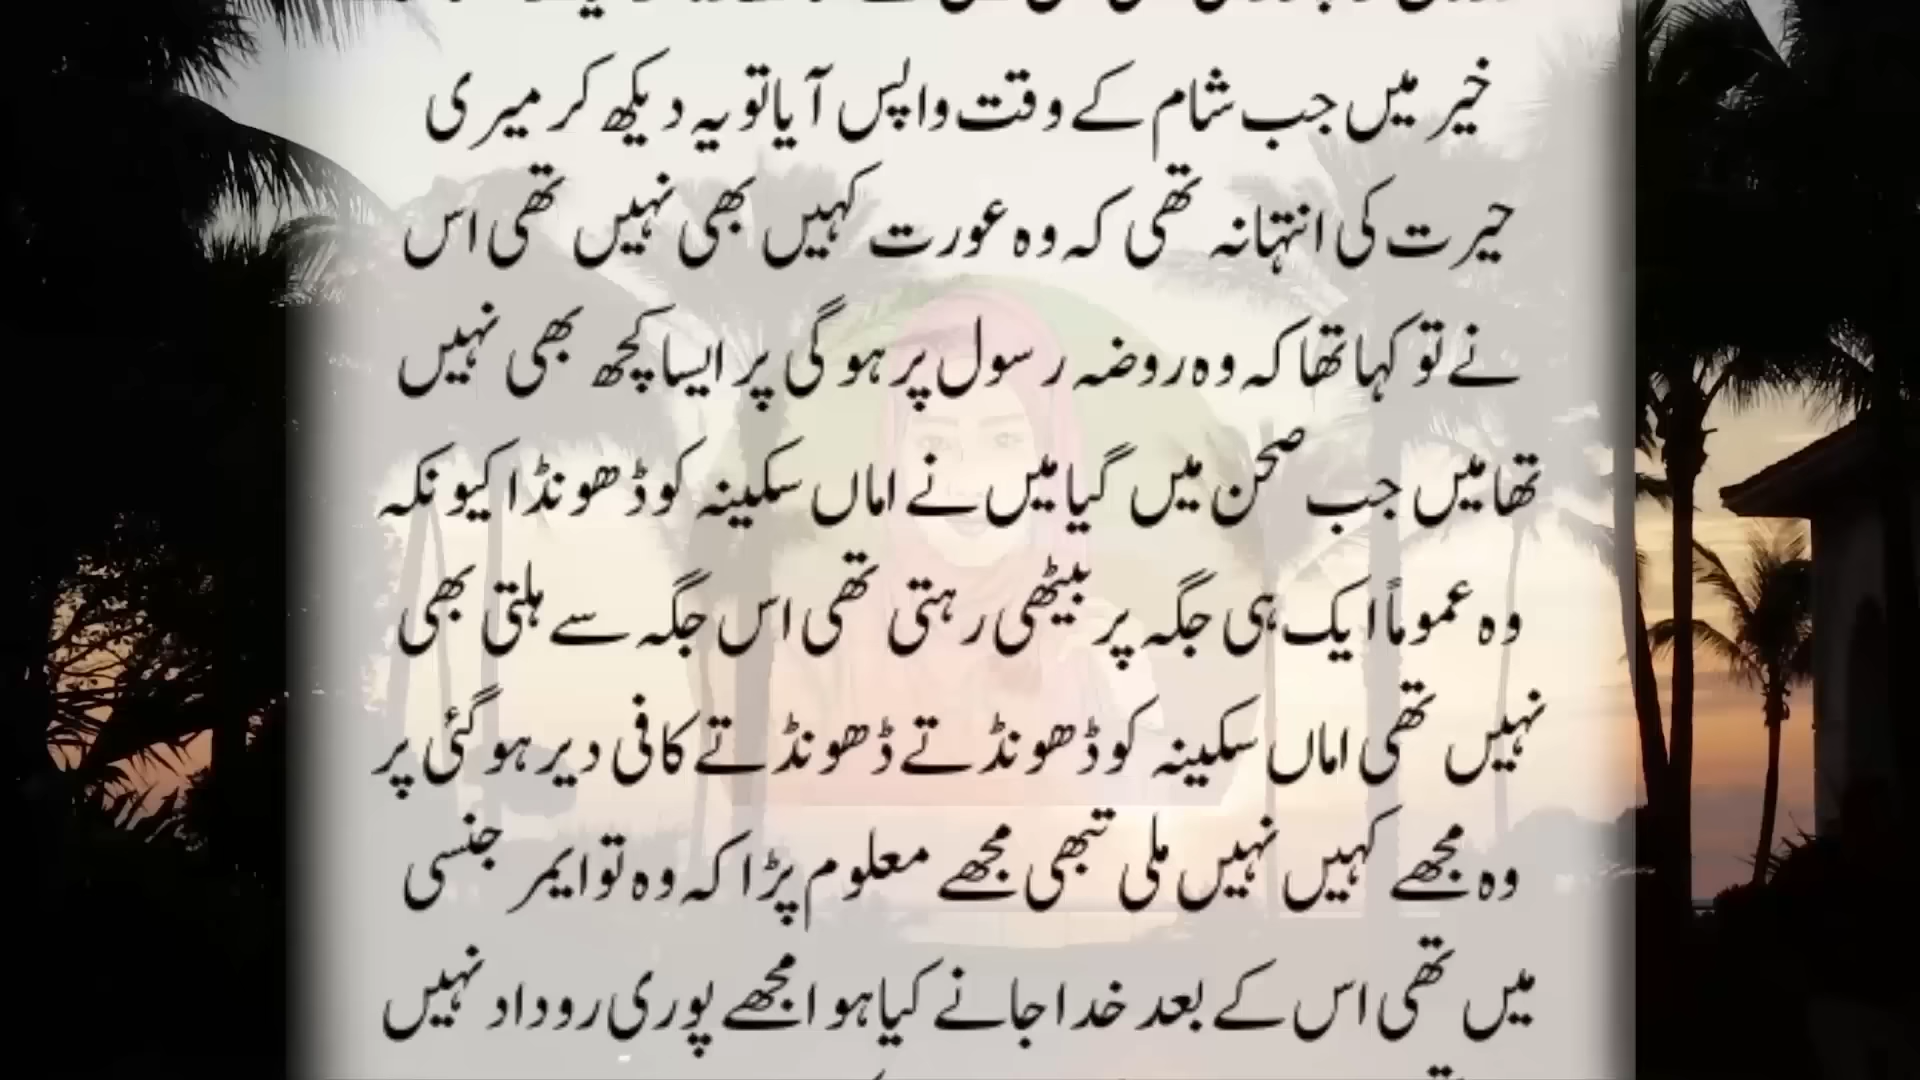 خیر میں جب شام کے وقت واپس آیا تو یہ دیکھ کر میری
حیرت کی انتہا نہ تھی کہ وہ عورت کہیں بھی نہیں تھی اس
نے تو کہا تھا کہ وہ روضہ رسول پر ہو گی پر ایسا کچھ بھی نہیں
تھا میں جب صحن میں گیا میں نے اماں سکینہ کو ڈھونڈا کیونکہ
وہ عموماً ایک ہی جگہ پر بیٹھی رہتی تھی اس جگہ سے ہلتی بھی
نہیں تھی اماں سکینہ کو ڈھونڈتے ڈھونڈتے کافی دیر ہو گئی پر
وہ مجھے کہیں نہیں ملی تبھی مجھے معلوم پڑا کہ وہ تو ایمر جنسی
میں تھی اس کے بعد خدا جانے کیا ہوا مجھے پوری روداد نہیں